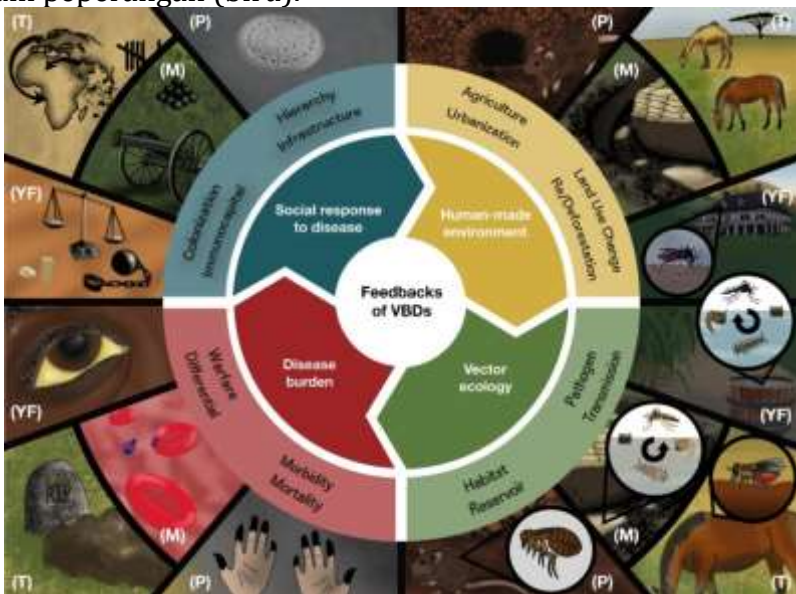 peperangan (biru).
(T)
(P)
(P)
(T)
(M)
(M)
Hierarchy
Infrastructure
Agriculture
Urbanization
Colonization
Immunocapital
Land Use Change
Re/Deforestation
(YF)
(YF)
Social response
to disease
Human-made
environment
Feedbacks
of VBDs
Disease
burden
Vector
ecology
Warfare
Differential
Pathogen
Transmission
(YF)
(YF)
Morbidity
Mortality
Habitat
Reservoir
RIP
(M)
(M)
(T)
(P)
(P)
(T)